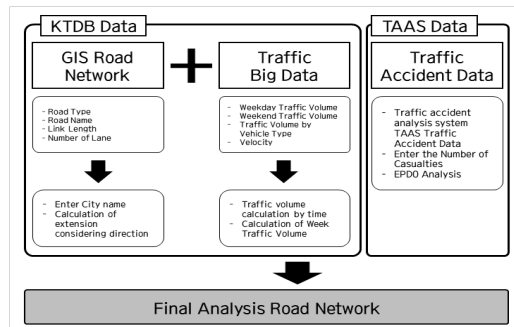 KTDB Data
TAAS Data
GIS Road
Network
Traffic
Big Data
Traffic
Accident Data
- Road Type
- Road Name
- Link Length
- Number of Lane
- Weekday Traffic Volume
- Weekend Traffic Volume
- Traffic Volume by
Vehicle Type
- Velocity
- Traffic accident
analysis system
TAAS Traffic
Accident Data
- Enter the Number of
Casualties
- EPDO Analysis
- Enter City name
- Calculation of
extension
considering direction
- Traffic volume
calculation by time
- Calculation of Week
Traffic Volume
Final Analysis Road Network